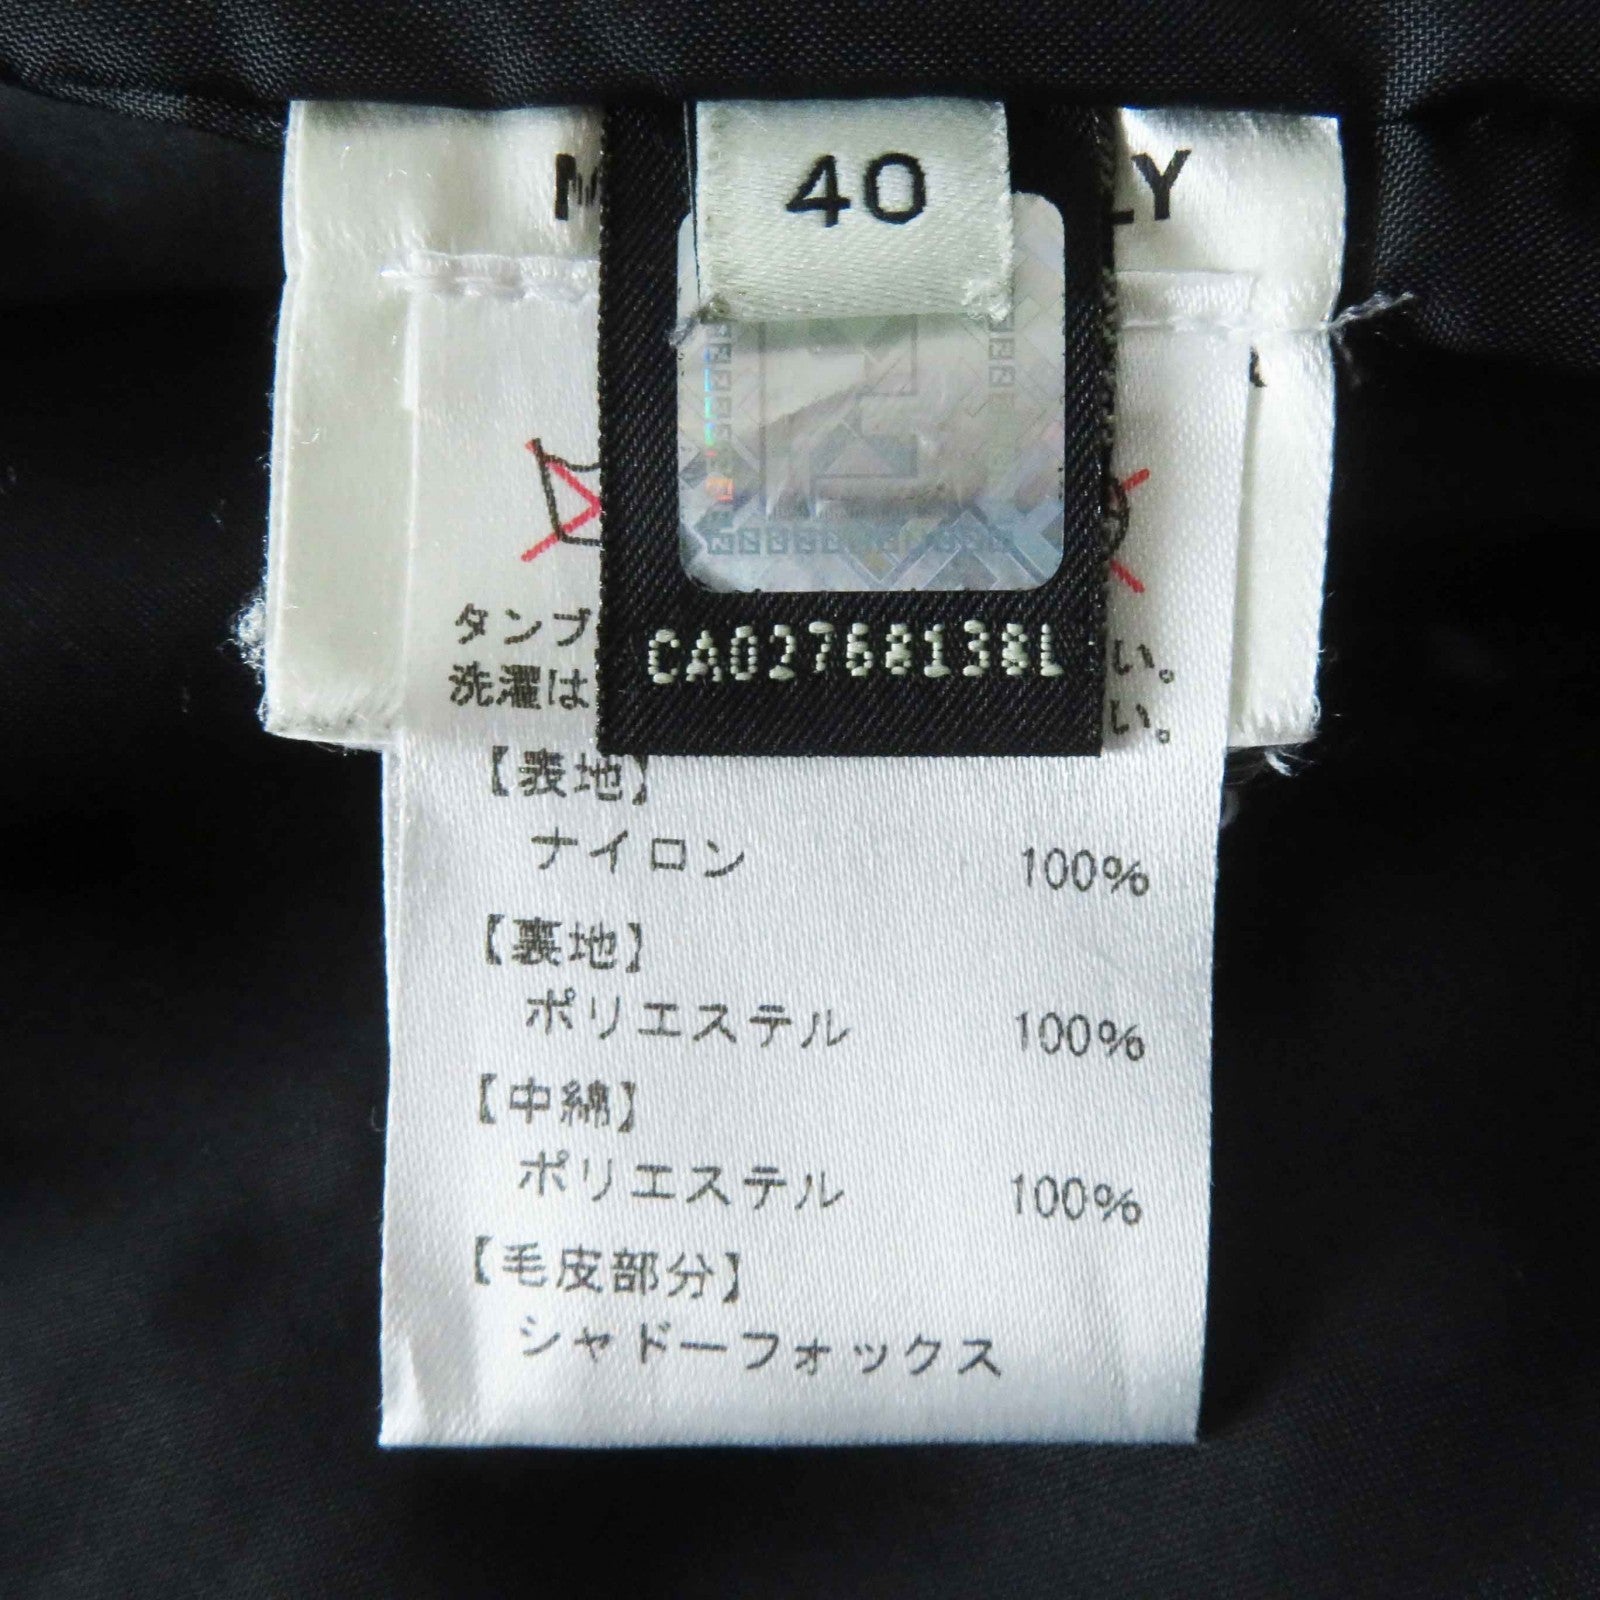 40
CA02768138L
タンブ
い。
洗濯は
い。
【表地】
ナイロン 100%
【裏地】
ポリエステル 100%
【中綿】
ポリエステル 100%
【毛皮部分】
シャドーフォックス